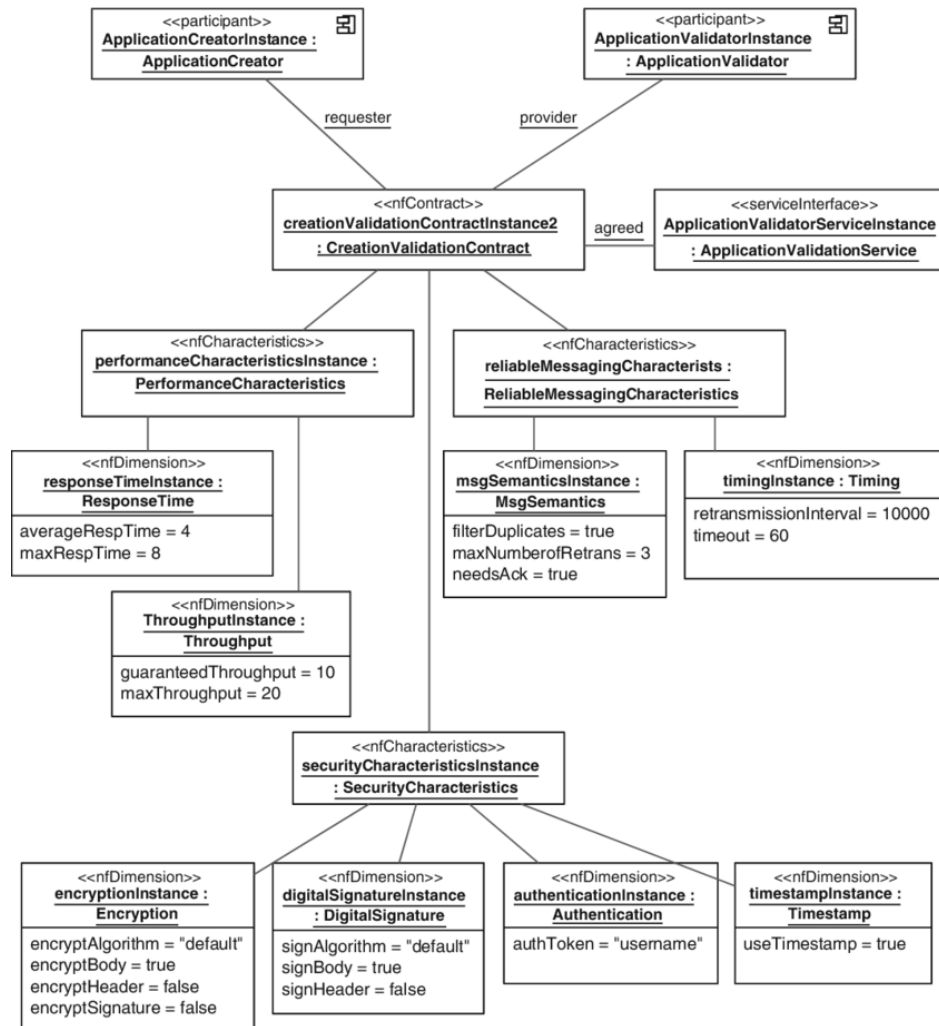 <<participant>>
ApplicationCreatorInstance :
ApplicationCreator
<<participant>>
ApplicationValidatorInstance
: ApplicationValidator
requester
provider
<<nfContract>>
creationValidationContractInstance2
: CreationValidationContract
agreed
<<serviceInterface>>
ApplicationValidatorServiceInstance
: ApplicationValidationService
<<nfCharacteristics>>
performanceCharacteristicsInstance :
PerformanceCharacteristics
<<nfCharacteristics>>
reliableMessagingCharacterists :
ReliableMessagingCharacteristics
<<nfDimension>>
responseTimeInstance :
ResponseTime
averageRespTime = 4
maxRespTime = 8
<<nfDimension>>
msgSemanticsInstance :
MsgSemantics
filterDuplicates = true
maxNumberofRetrans = 3
needsAck = true
<<nfDimension>>
timingInstance : Timing
retransmissionInterval = 10000
timeout = 60
<<nfDimension>>
ThroughputInstance :
Throughput
guaranteedThroughput = 10
maxThroughput = 20
<<nfCharacteristics>>
securityCharacteristicsInstance
: SecurityCharacteristics
<<nfDimension>>
encryptionInstance :
Encryption
encryptAlgorithm = "default"
encryptBody = true
encryptHeader = false
encryptSignature = false
<<nfDimension>>
digitalSignatureInstance
: DigitalSignature
signAlgorithm = "default"
signBody = true
signHeader = false
<<nfDimension>>
authenticationInstance :
Authentication
authToken = "username"
<<nfDimension>>
timestampInstance :
Timestamp
useTimestamp = true